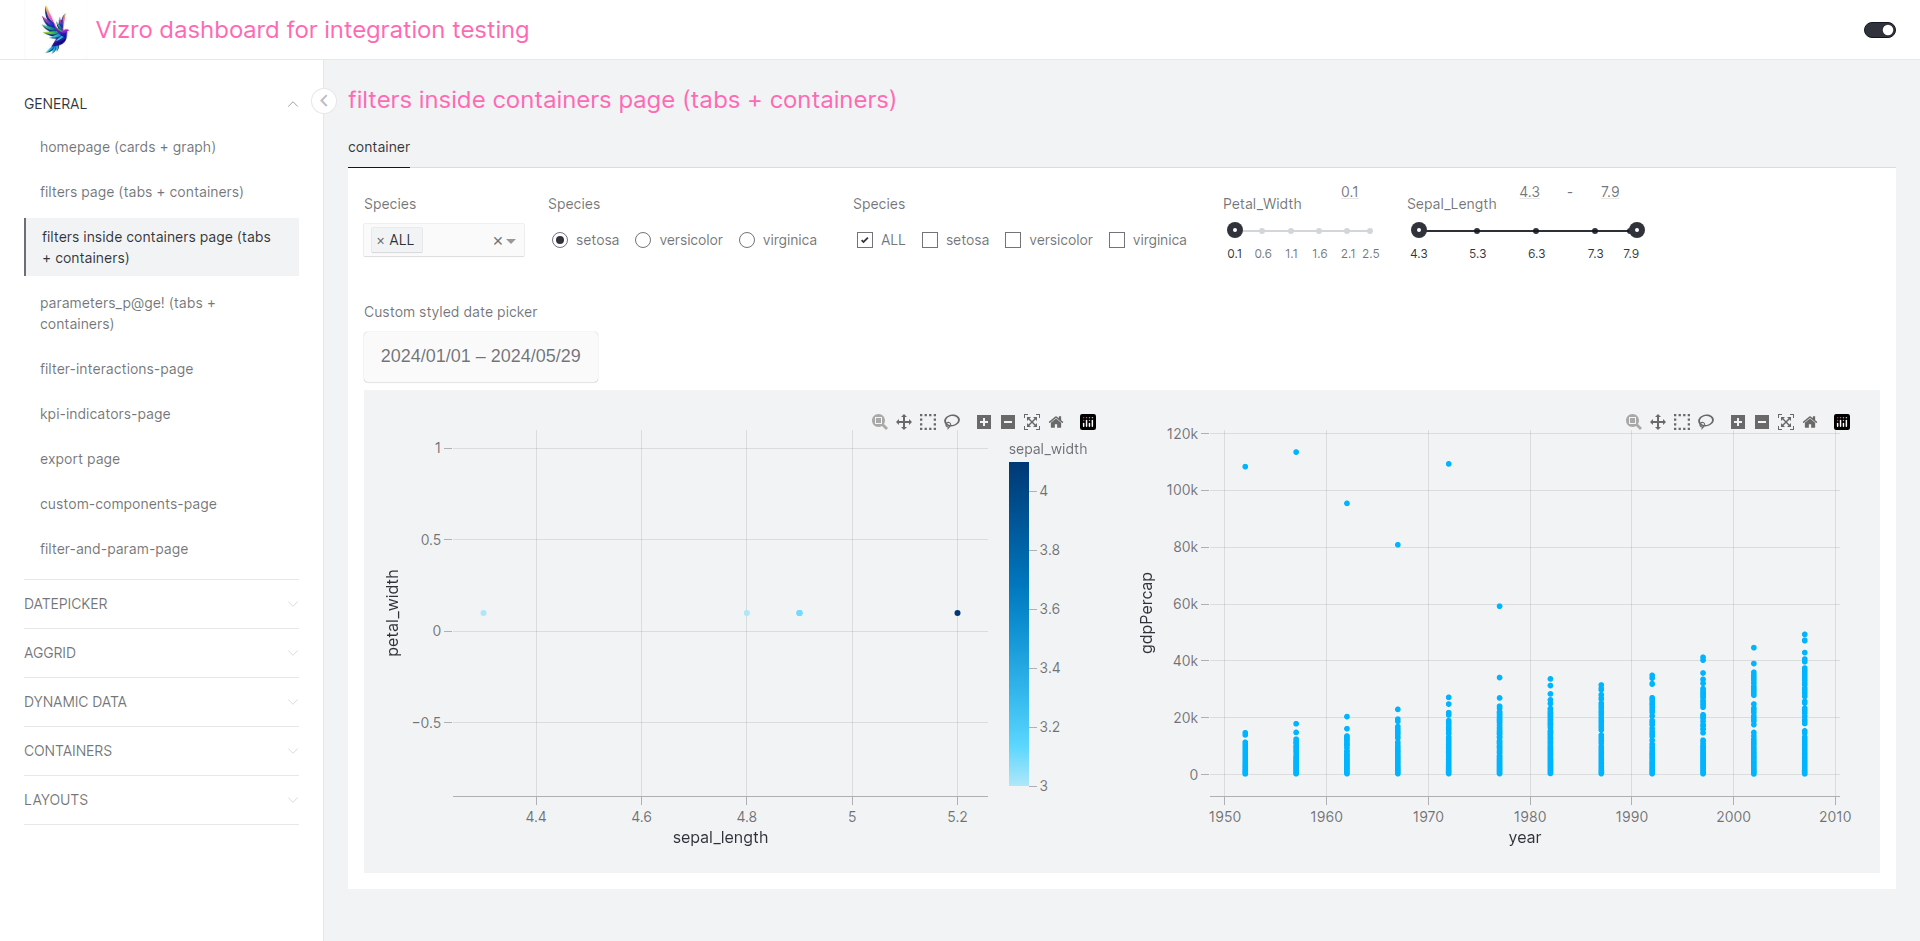 Vizro dashboard for integration testing
GENERAL
homepage (cards + graph)
filters page (tabs + containers)
filters inside containers page (tabs
+ containers)
parameters_p@ge! (tabs +
containers)
filter-interactions-page
kpi-indicators-page
export page
custom-components-page
filter-and-param-page
DATEPICKER
AGGRID
DYNAMIC DATA
CONTAINERS
LAYOUTS
filters inside containers page (tabs + containers)
container
Species
× ALL ×
Species
setosa versicolor virginica
Species
ALL setosa versicolor virginica
Petal_Width 0.1
0.1 0.6 1.1 1.6 2.1 2.5
Sepal_Length 4.3 - 7.9
4.3 5.3 6.3 7.3 7.9
Custom styled date picker
2024/01/01 – 2024/05/29
1
0.5
0
−0.5
petal_width
4.4 4.6 4.8 5 5.2
sepal_length
sepal_width
4
3.8
3.6
3.4
3.2
3
120k
100k
80k
60k
40k
20k
0
gdpPercap
1950 1960 1970 1980 1990 2000 2010
year